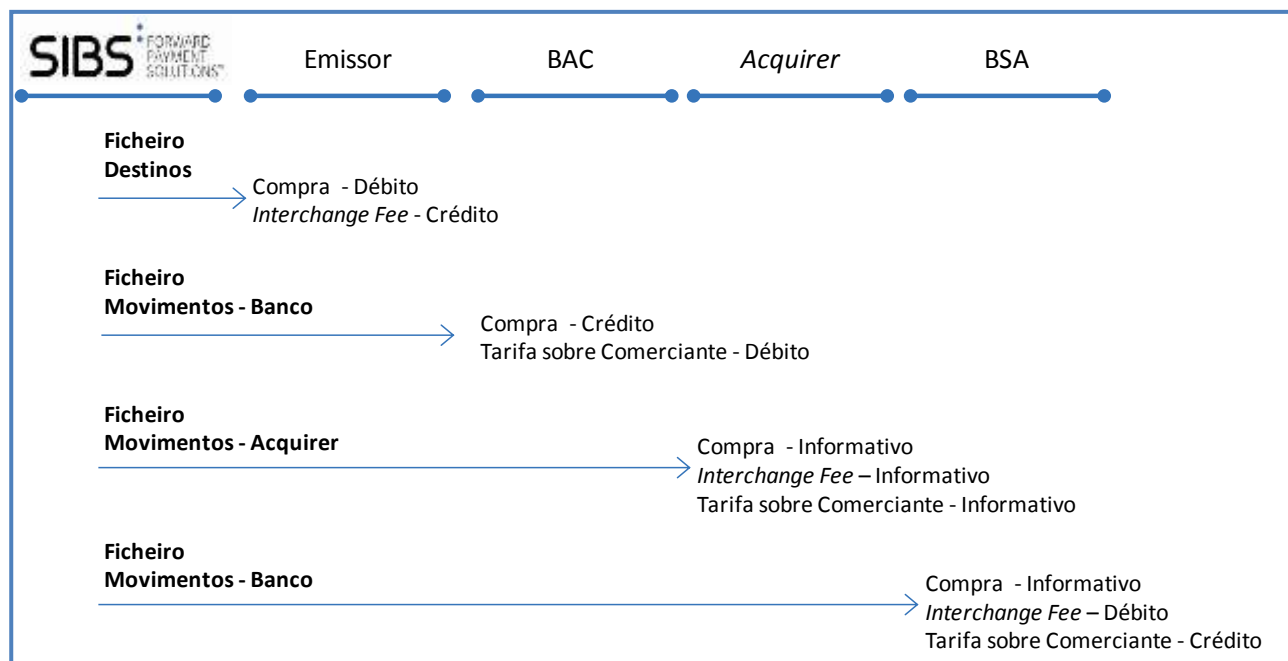 SIBS FORWARD PAYMENT SOLUTIONS™
Emissor
BAC
Acquirer
BSA
Ficheiro
Destinos
Compra - Débito
Interchange Fee - Crédito
Ficheiro
Movimentos - Banco
Compra - Crédito
Tarifa sobre Comerciante - Débito
Ficheiro
Movimentos - Acquirer
Compra - Informativo
Interchange Fee – Informativo
Tarifa sobre Comerciante - Informativo
Ficheiro
Movimentos - Banco
Compra - Informativo
Interchange Fee – Débito
Tarifa sobre Comerciante - Crédito